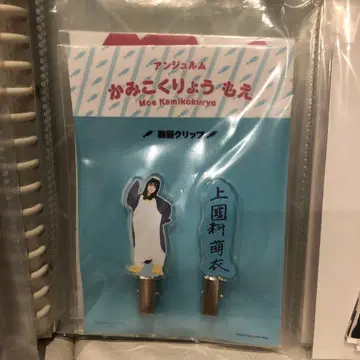 アンジュルム
かみこくりょう もえ
Moe Kamikokuryo
前髪クリップ
上國料萌衣